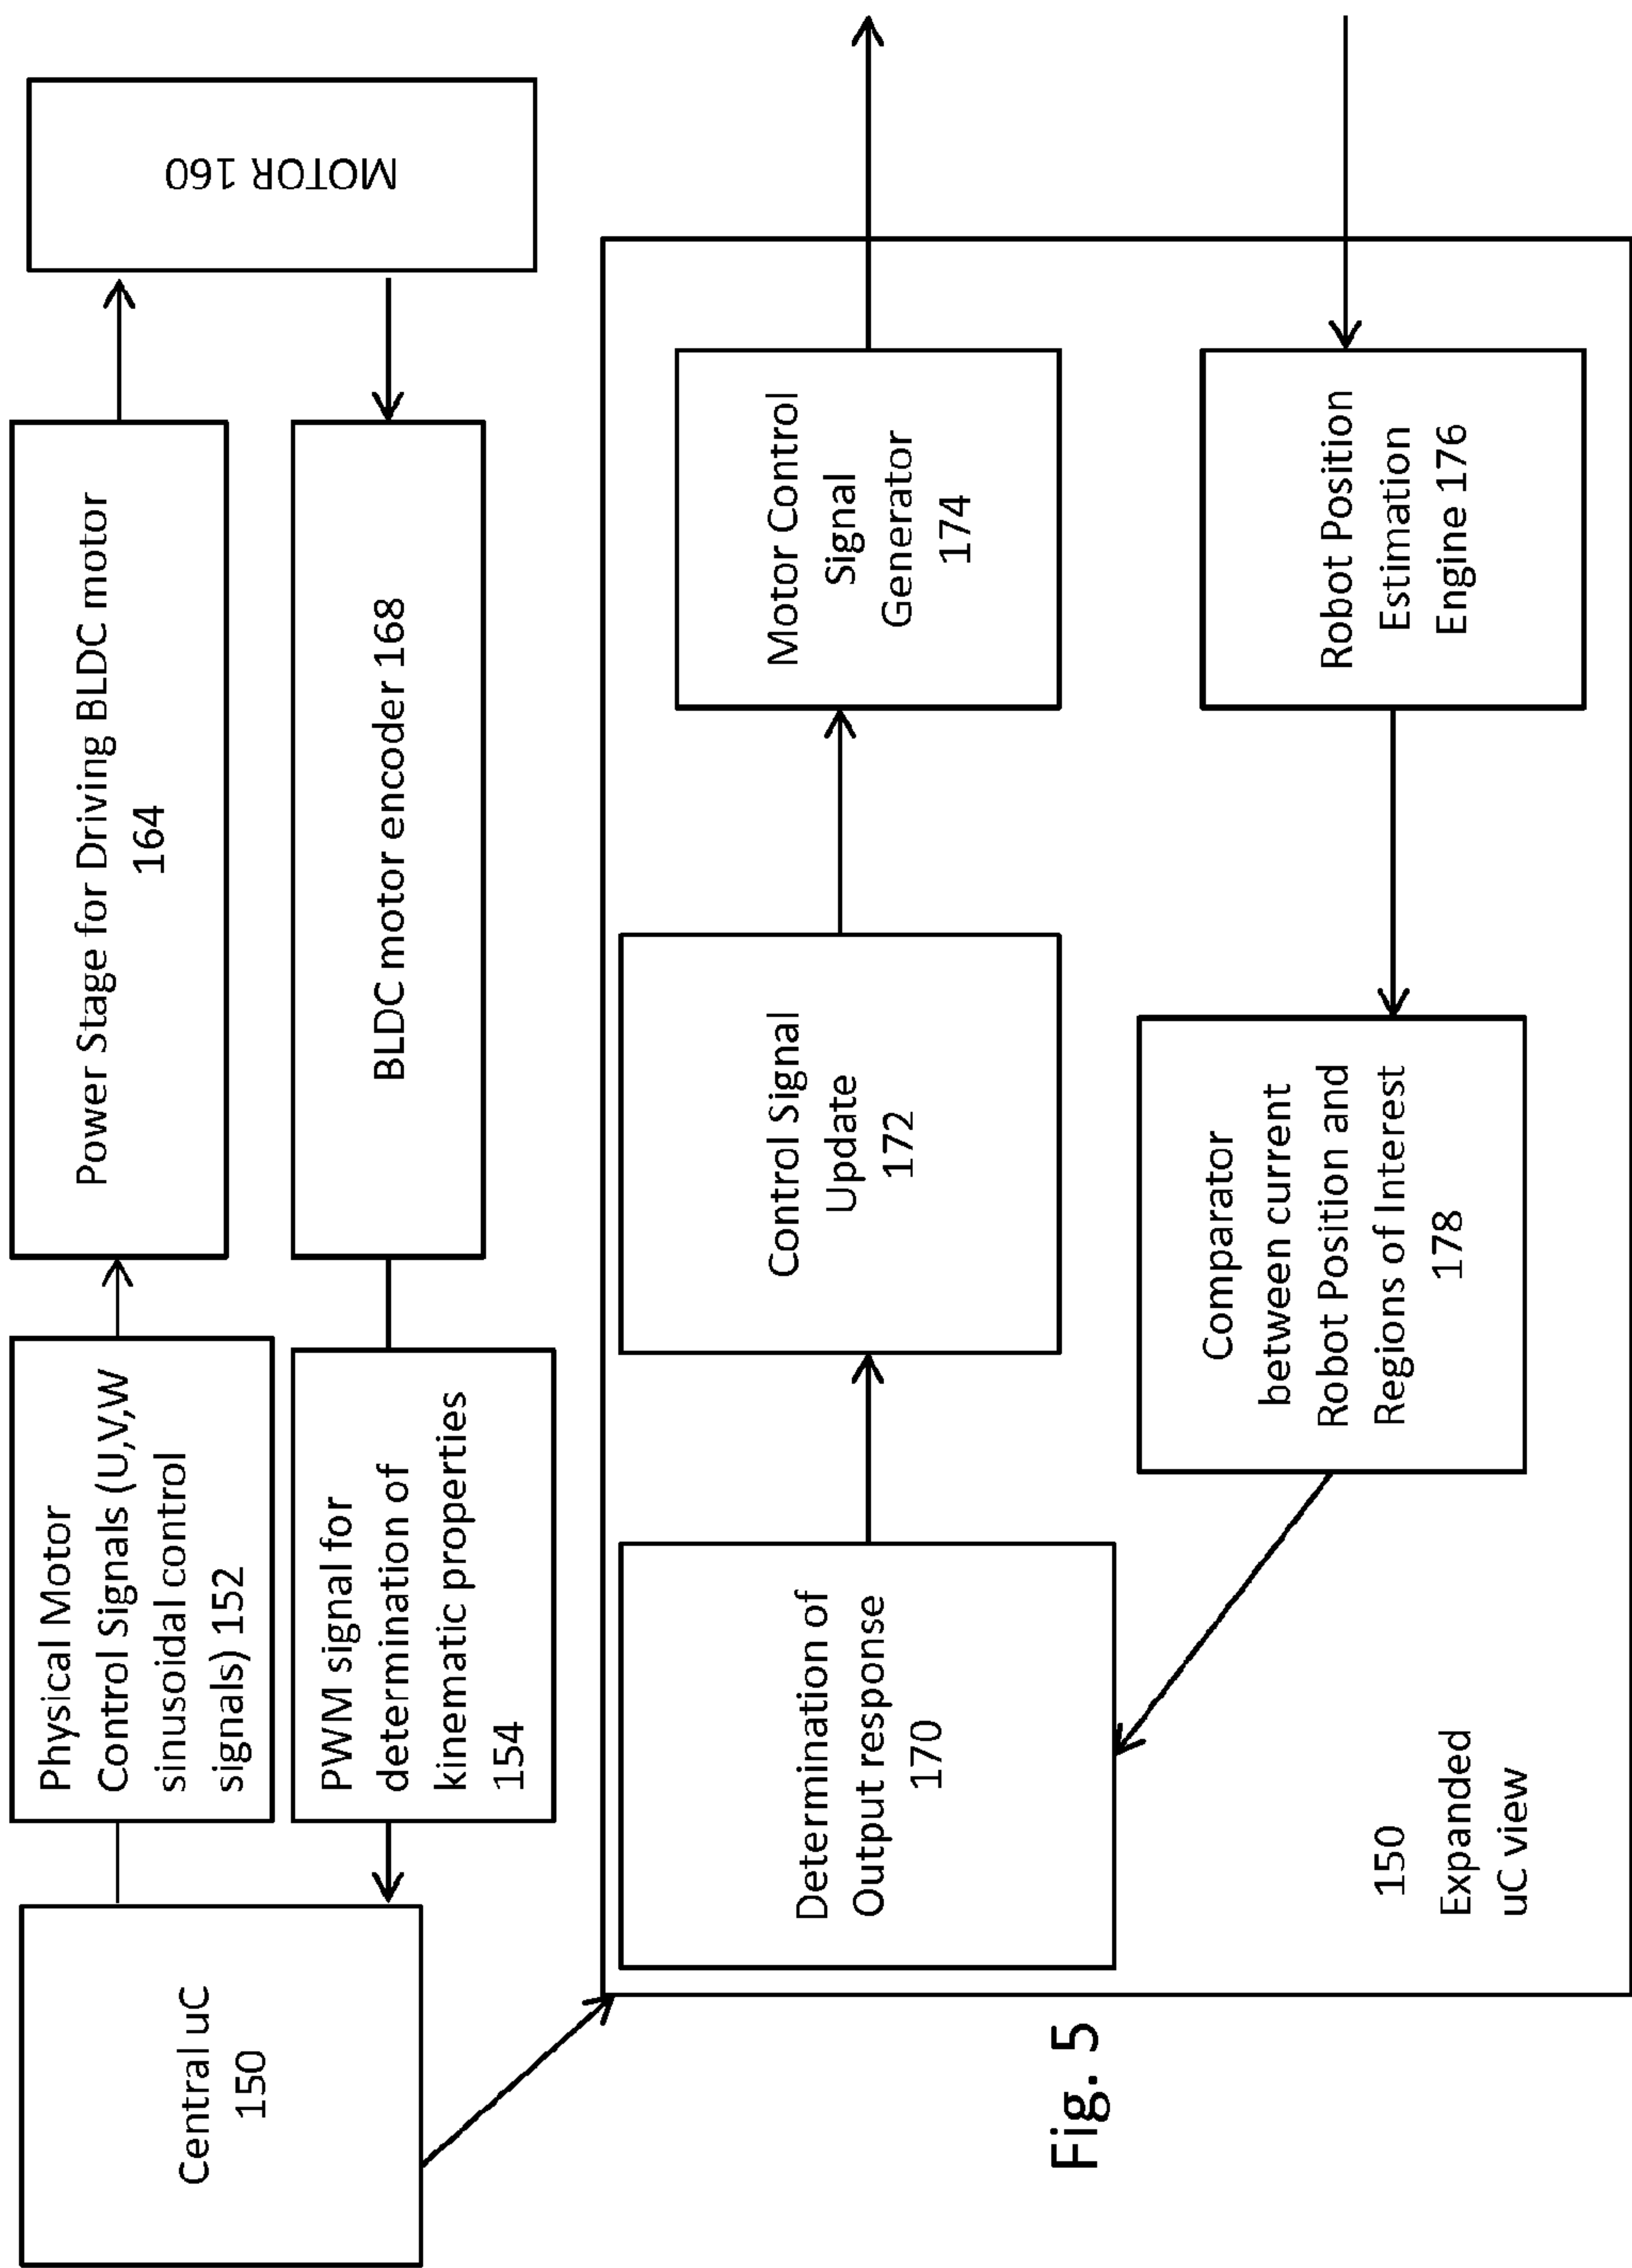 Central uC
150
Physical Motor
Control Signals (U,V,W
sinusoidal control
signals) 152
Power Stage for Driving BLDC motor
164
MOTOR 160
PWM signal for
determination of
kinematic properties
154
BLDC motor encoder 168
Determination of
Output response
170
Control Signal
Update
172
Motor Control
Signal
Generator
174
Comparator
between current
Robot Position and
Regions of Interest
178
Robot Position
Estimation
Engine 176
150
Expanded
uC view
Fig. 5